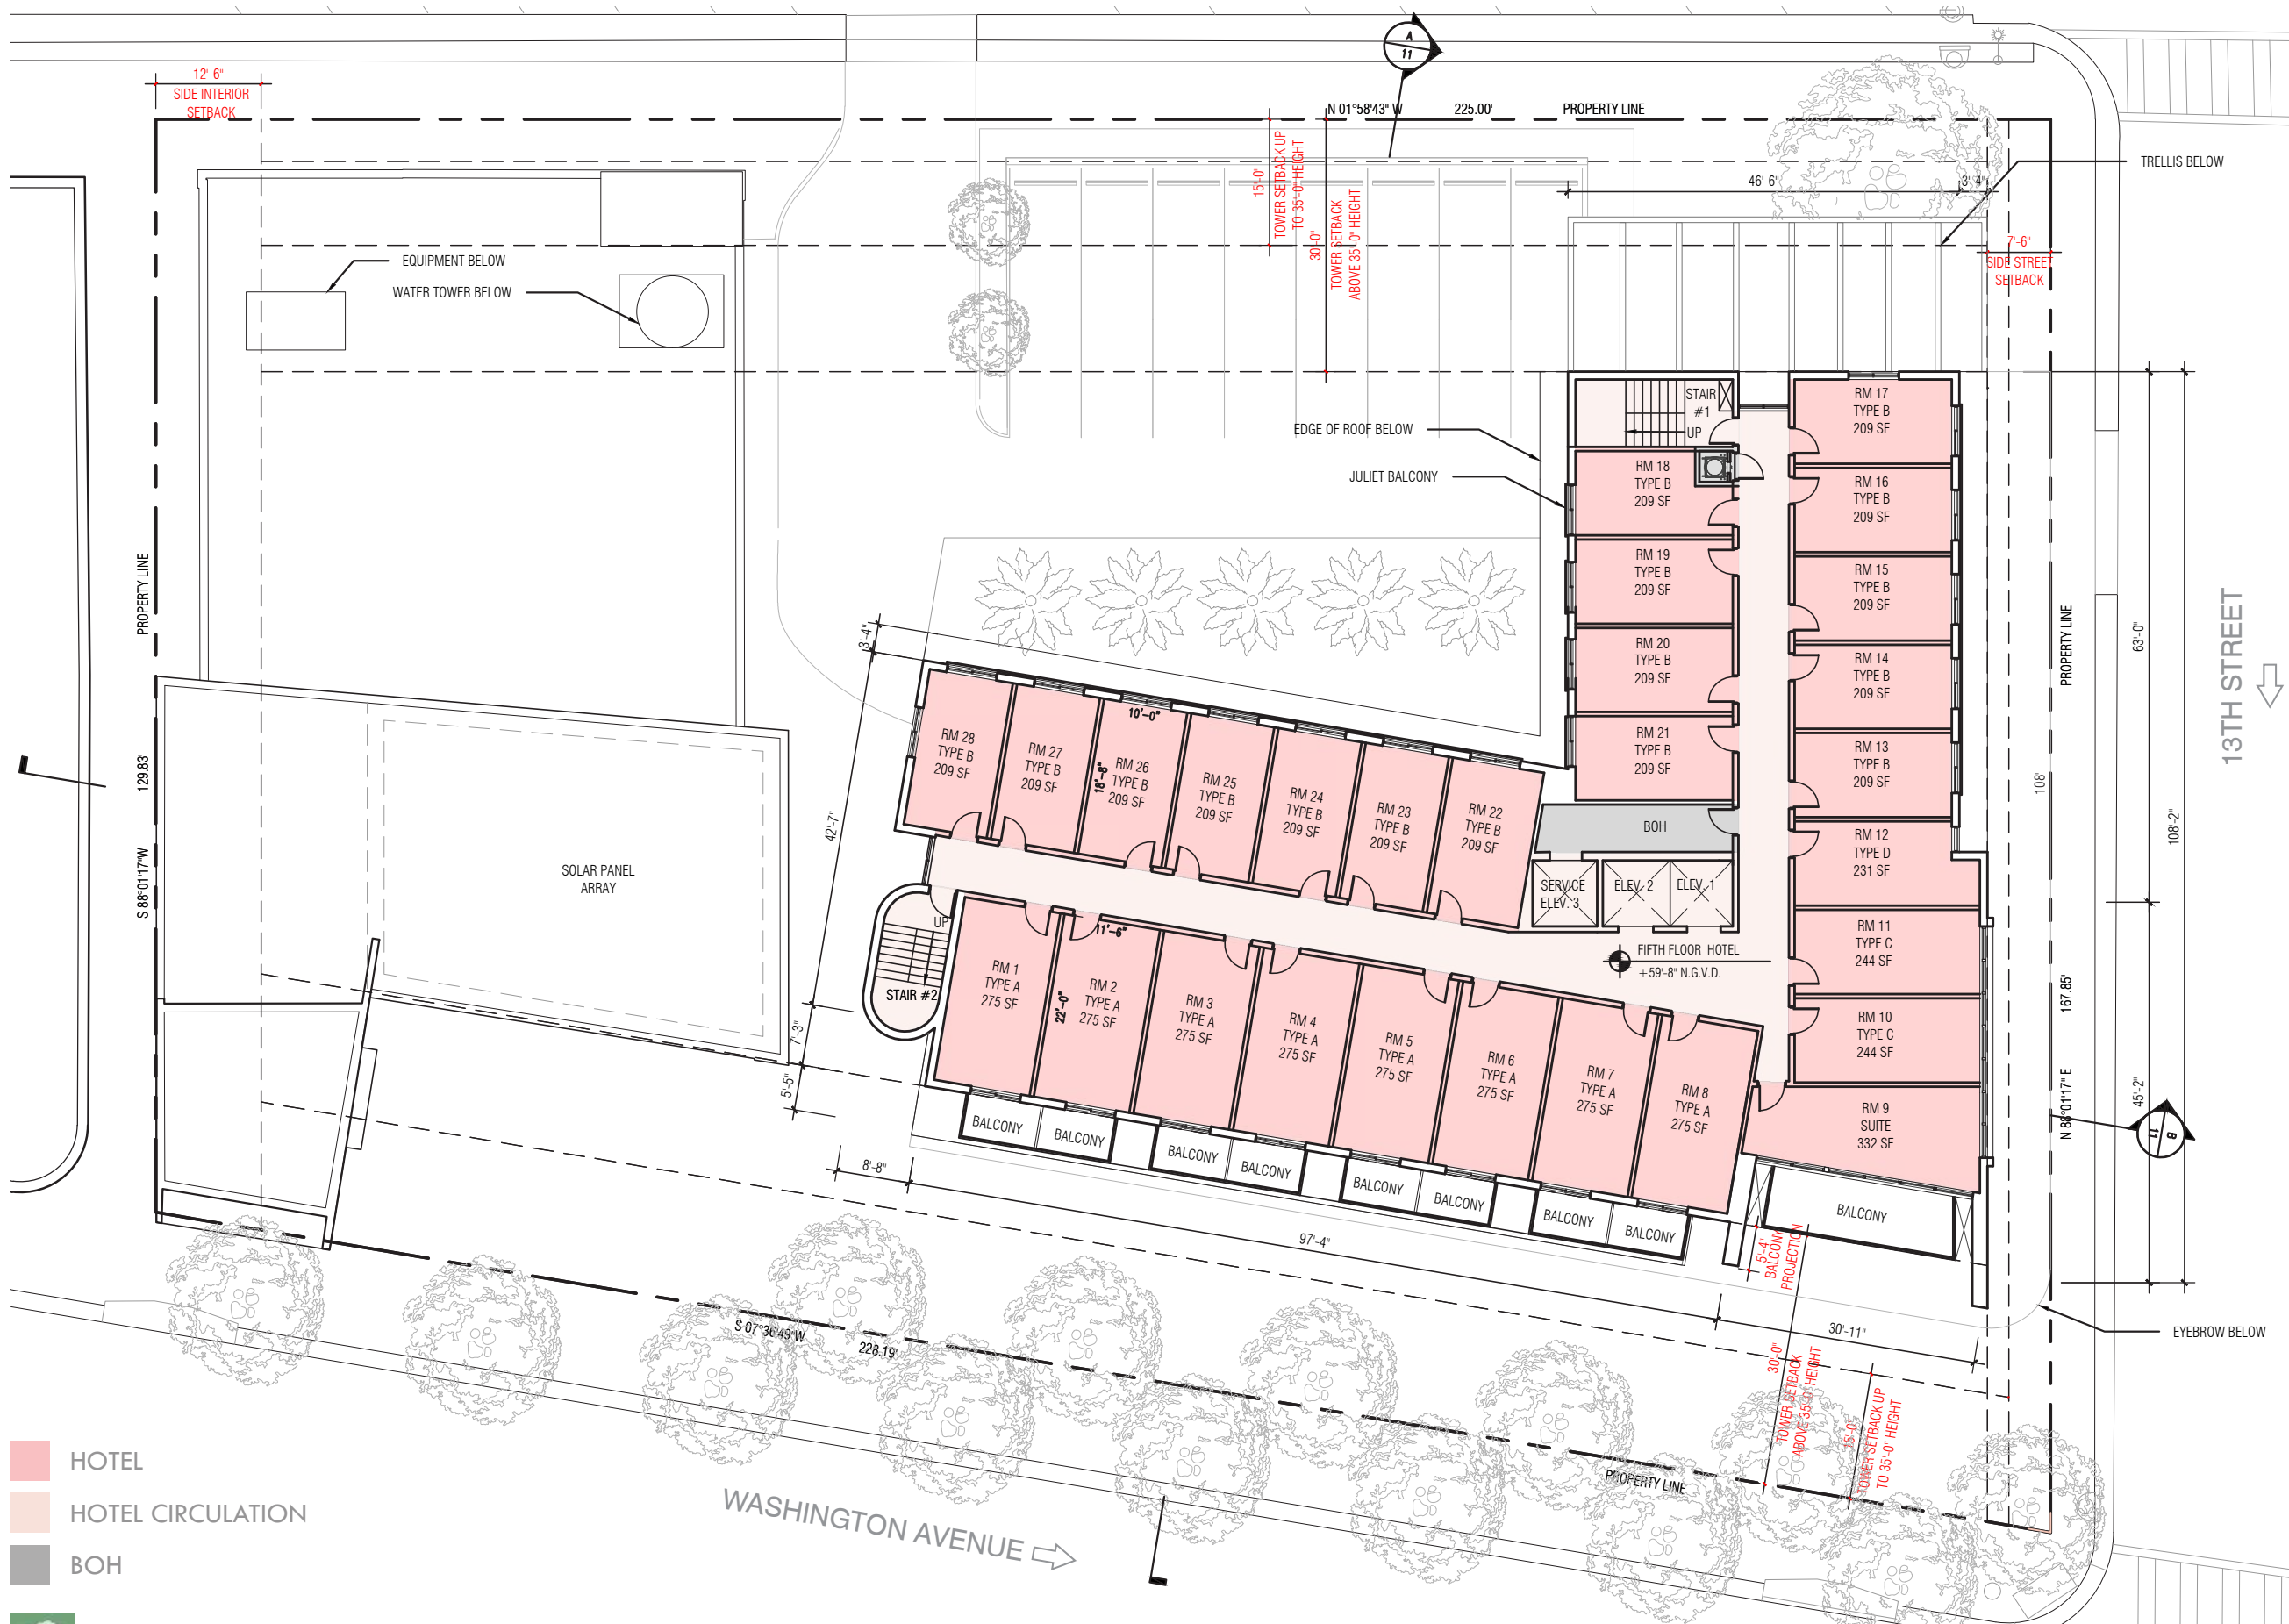 12'-6"
SIDE INTERIOR
SETBACK
A
11
N 01°58'43" W
225.00'
PROPERTY LINE
TRELLIS BELOW
46'-6"
3'-4"
7'-6"
SIDE STREET
SETBACK
15'-0"
TOWER SETBACK UP
TO 35'-0" HEIGHT
30'-0"
TOWER SETBACK
ABOVE 35'-0" HEIGHT
EQUIPMENT BELOW
WATER TOWER BELOW
EDGE OF ROOF BELOW
JULIET BALCONY
STAIR
#1
UP
RM 17
TYPE B
209 SF
RM 18
TYPE B
209 SF
RM 16
TYPE B
209 SF
RM 19
TYPE B
209 SF
RM 15
TYPE B
209 SF
RM 20
TYPE B
209 SF
RM 14
TYPE B
209 SF
RM 21
TYPE B
209 SF
RM 13
TYPE B
209 SF
BOH
RM 12
TYPE D
231 SF
SERVICE
ELEV. 3
ELEV. 2
ELEV. 1
RM 11
TYPE C
244 SF
FIFTH FLOOR HOTEL
+59'-8" N.G.V.D.
RM 10
TYPE C
244 SF
RM 9
SUITE
332 SF
BALCONY
PROPERTY LINE
129.83'
S 88°01'17" W
SOLAR PANEL
ARRAY
3'-4"
42'-7"
7'-3"
5'-5"
10'-0"
18'-8"
RM 28
TYPE B
209 SF
RM 27
TYPE B
209 SF
RM 26
TYPE B
209 SF
RM 25
TYPE B
209 SF
RM 24
TYPE B
209 SF
RM 23
TYPE B
209 SF
RM 22
TYPE B
209 SF
UP
STAIR #2
11'-6"
22'-0"
RM 1
TYPE A
275 SF
RM 2
TYPE A
275 SF
RM 3
TYPE A
275 SF
RM 4
TYPE A
275 SF
RM 5
TYPE A
275 SF
RM 6
TYPE A
275 SF
RM 7
TYPE A
275 SF
RM 8
TYPE A
275 SF
BALCONY
BALCONY
BALCONY
BALCONY
BALCONY
BALCONY
BALCONY
BALCONY
8'-8"
97'-4"
30'-11"
5'-4"
BALCONY
PROJECTION
30'-0"
TOWER SETBACK
ABOVE 35'-0" HEIGHT
15'-0"
TOWER SETBACK UP
TO 35'-0" HEIGHT
PROPERTY LINE
108'
167.85'
N 88°01'17" E
63'-0"
108'-2"
45'-2"
B
11
13TH STREET
EYEBROW BELOW
S 07°36'49" W
228.19'
PROPERTY LINE
WASHINGTON AVENUE
HOTEL
HOTEL CIRCULATION
BOH